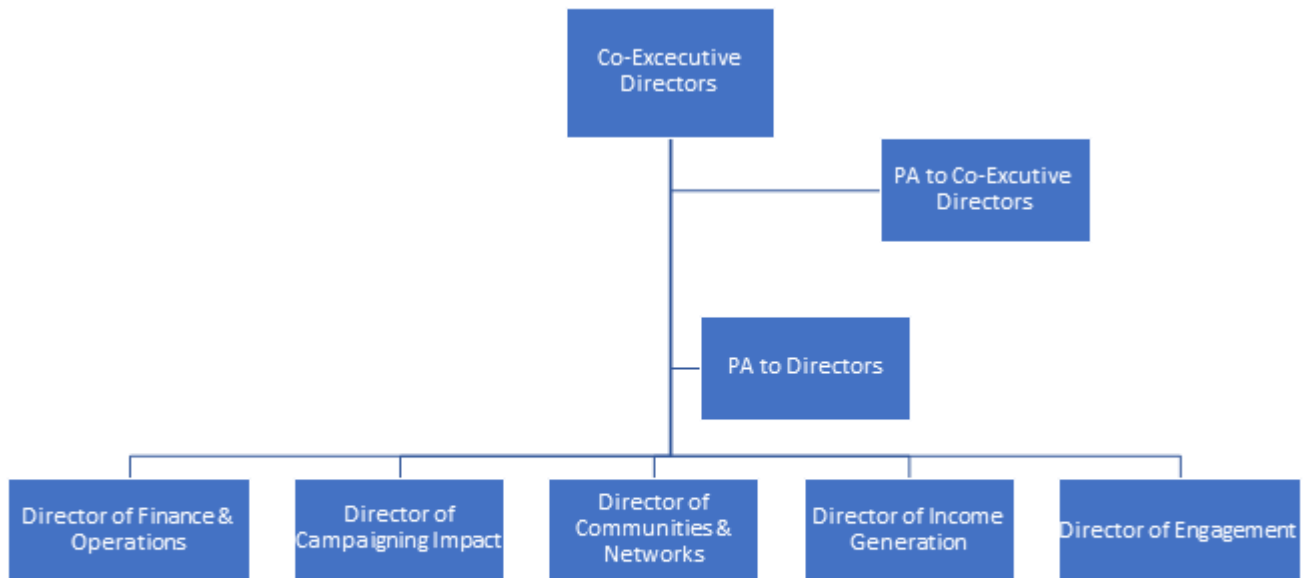 Co-Excecutive
Directors
PA to Co-Excutive
Directors
PA to Directors
Director of Finance &
Operations
Director of
Campaigning Impact
Director of
Communities &
Networks
Director of Income
Generation
Director of Engagement